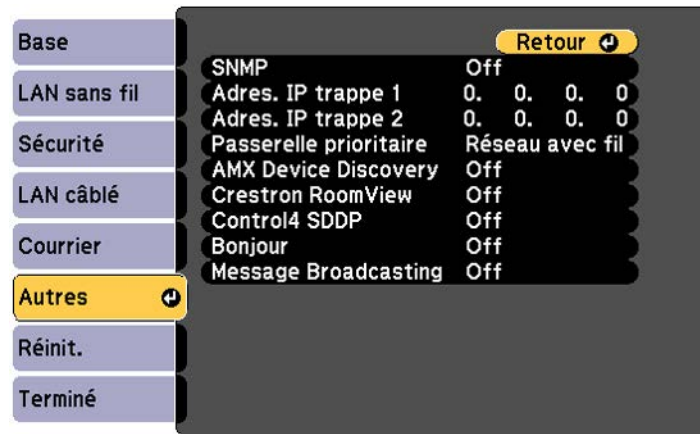 Base
LAN sans fil
Sécurité
LAN câblé
Courrier
Autres
Réinit.
Terminé
Retour
SNMP Off
Adres. IP trappe 1 0. 0. 0. 0
Adres. IP trappe 2 0. 0. 0. 0
Passerelle prioritaire Réseau avec fil
AMX Device Discovery Off
Crestron RoomView Off
Control4 SDDP Off
Bonjour Off
Message Broadcasting Off